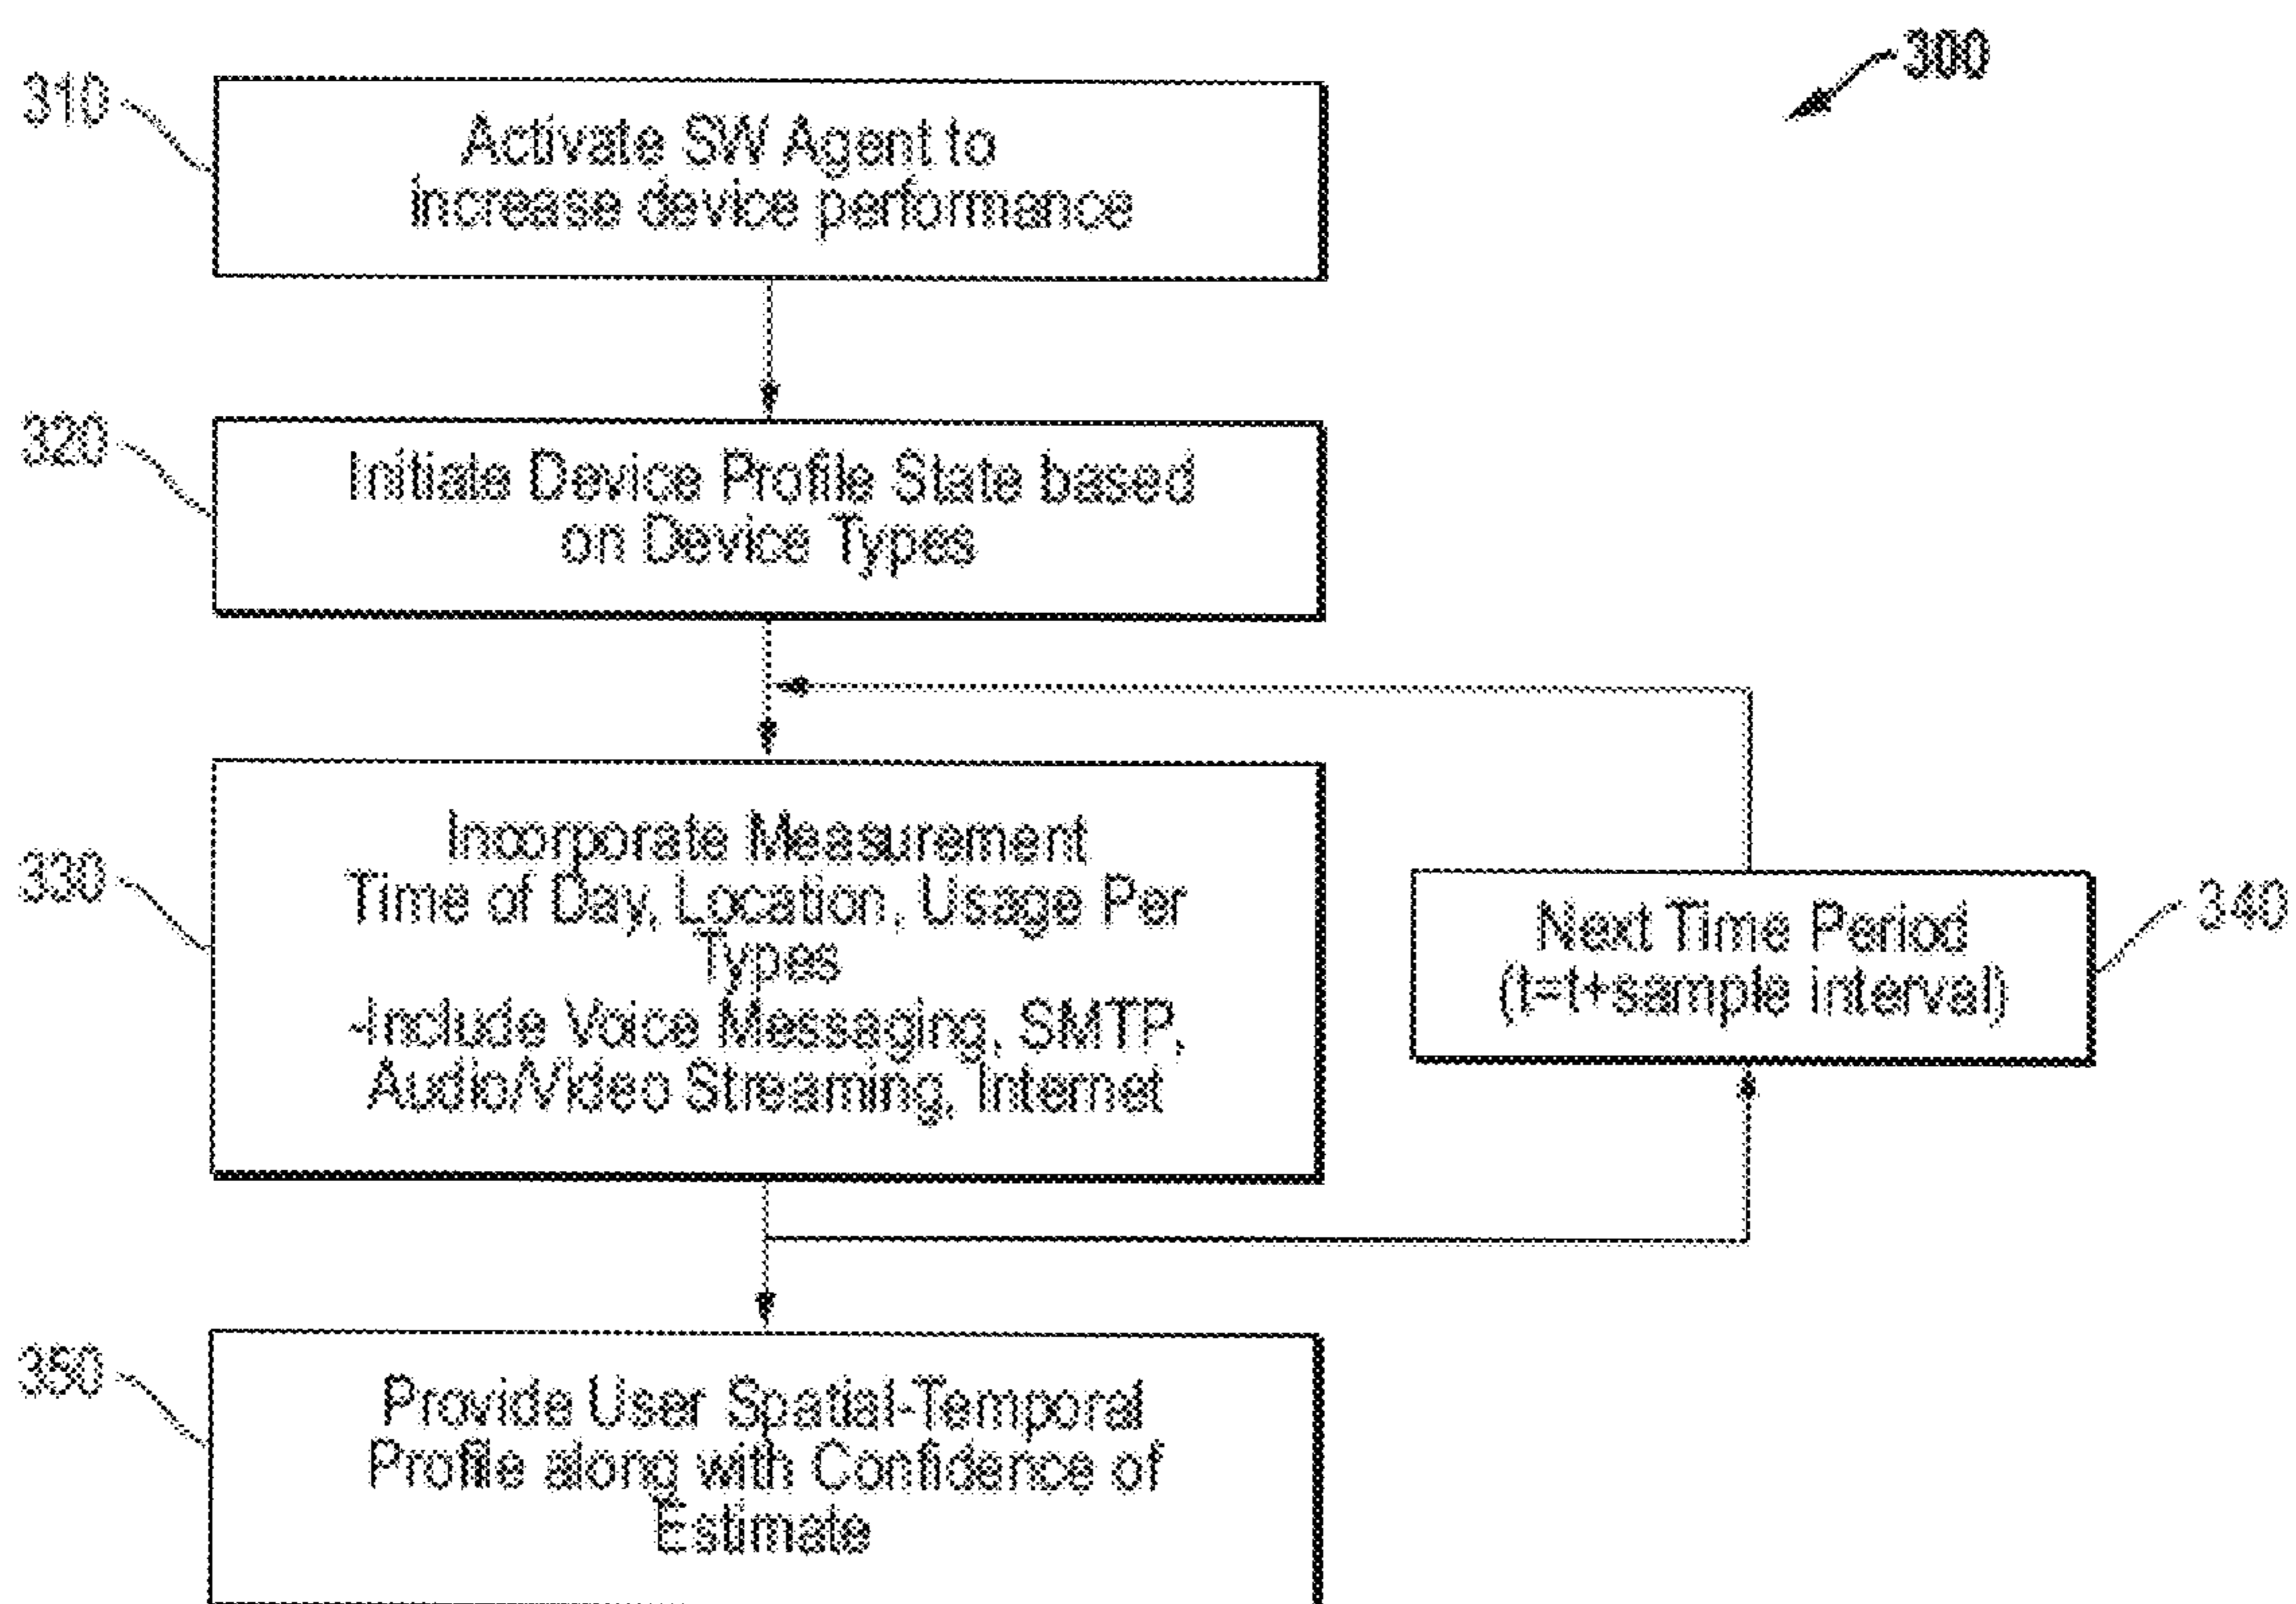 300
310
Activate SW Agent to
increase device performance
320
Initiate Device Profile State based
on Device Types
330
Incorporate Measurement
Time of Day, Location, Usage Per
Types
-Include Voice Messaging, SMTP,
Audio/Video Streaming, Internet
Next Time Period
(t=t+sample interval)
340
350
Provide User Spatial-Temporal
Profile along with Confidence of
Estimate